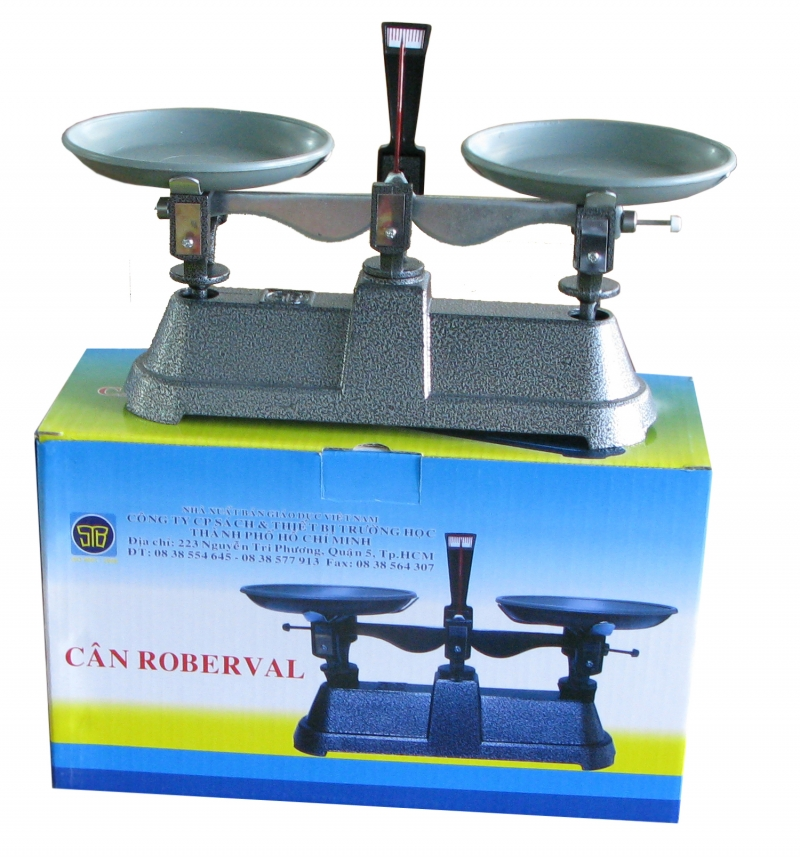 NHÀ XUẤT BẢN GIÁO DỤC VIỆT NAM
CÔNG TY CP SÁCH & THIẾT BỊ TRƯỜNG HỌC
THÀNH PHỐ HỒ CHÍ MINH
Địa chỉ: 223 Nguyễn Tri Phương, Quận 5, Tp.HCM
ĐT: 08 38 554 645 - 08 38 577 913 Fax: 08 38 564 307
STB
CÂN ROBERVAL